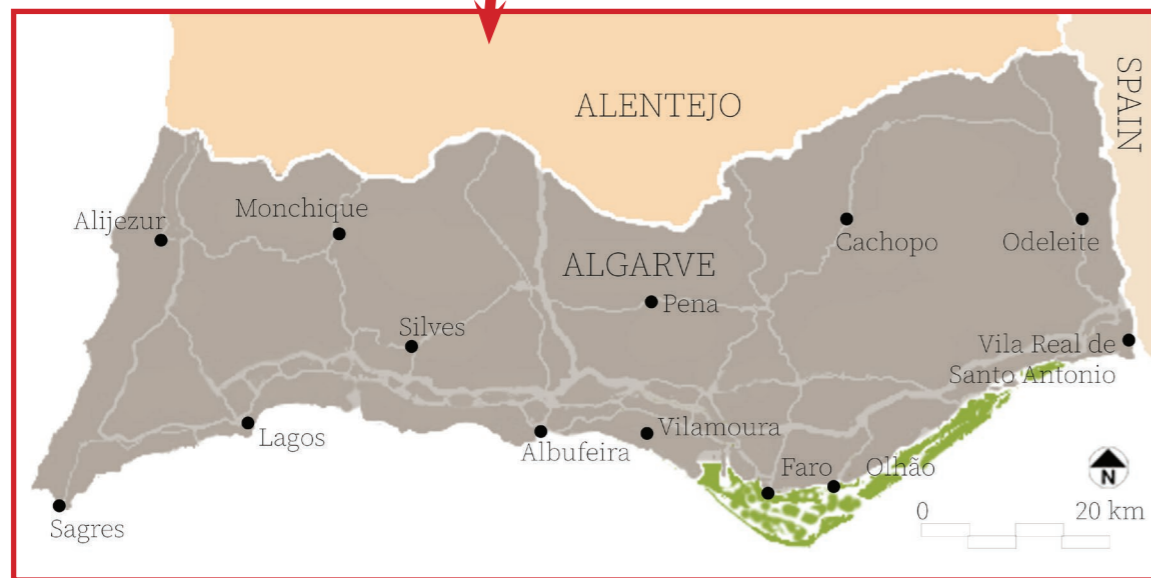 ALENTEJO
SPAIN
Monchique
Alijezur
Cachopo
Odeleite
ALGARVE
Pena
Silves
Vila Real de
Santo Antonio
Lagos
Vilamoura
Albufeira
Faro
Olhão
N
Sagres
0
20 km